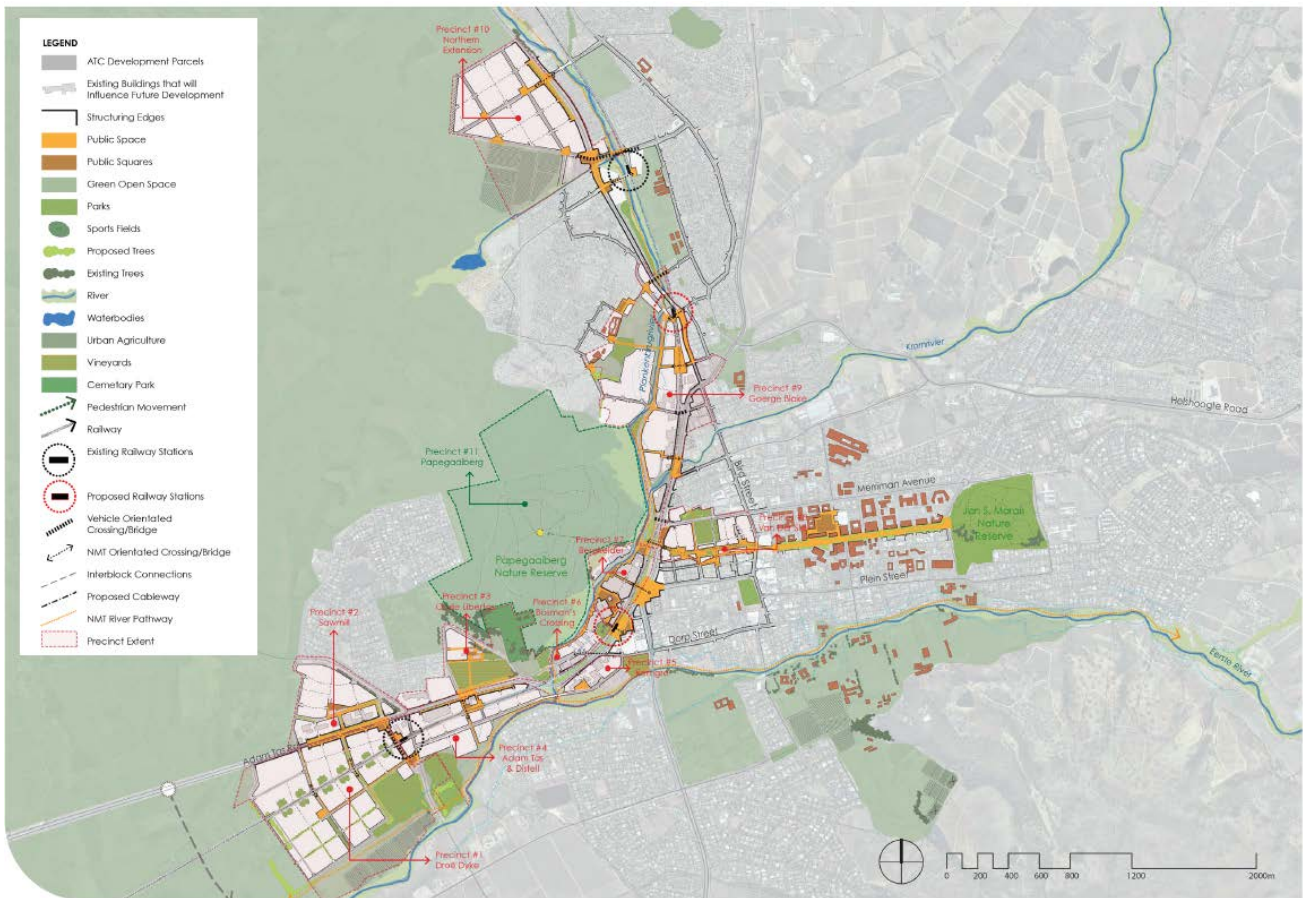 LEGEND
ATC Development Parcels
Existing Buildings that will
Influence Future Development
Structuring Edges
Public Space
Public Squares
Green Open Space
Parks
Sports Fields
Proposed Trees
Existing Trees
River
Waterbodies
Urban Agriculture
Vineyards
Cemetary Park
Pedestrian Movement
Railway
Existing Railway Stations
Proposed Railway Stations
Vehicle Orientated
Crossing/Bridge
NMT Orientated Crossing/Bridge
Interblock Connections
Proposed Cableway
NMT River Pathway
Precinct Extent
Precinct #10
Northern
Extension
Kromrivier
Helshoogte Road
Precinct #9
George Blake
Precinct #11
Papegaaiberg
Bird Street
Merriman Avenue
Jan S. Marais
Nature
Reserve
Precinct #7
Bergkelder
Papegaaiberg
Nature Reserve
Plein Street
Precinct #2
Sawmill
Precinct #3
Precinct #6
Bosman's
Crossing
Dorp Street
Precinct #5
Eerste River
Adam Tas
Precinct #4
Adam Tas
& Distell
Precinct #1
Droë Dyke
0 200 400 600 800 1200 2000m